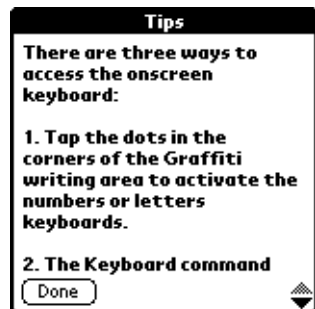 Tips
There are three ways to
access the onscreen
keyboard:
1. Tap the dots in the
corners of the Graffiti
writing area to activate the
numbers or letters
keyboards.
2. The Keyboard command
Done